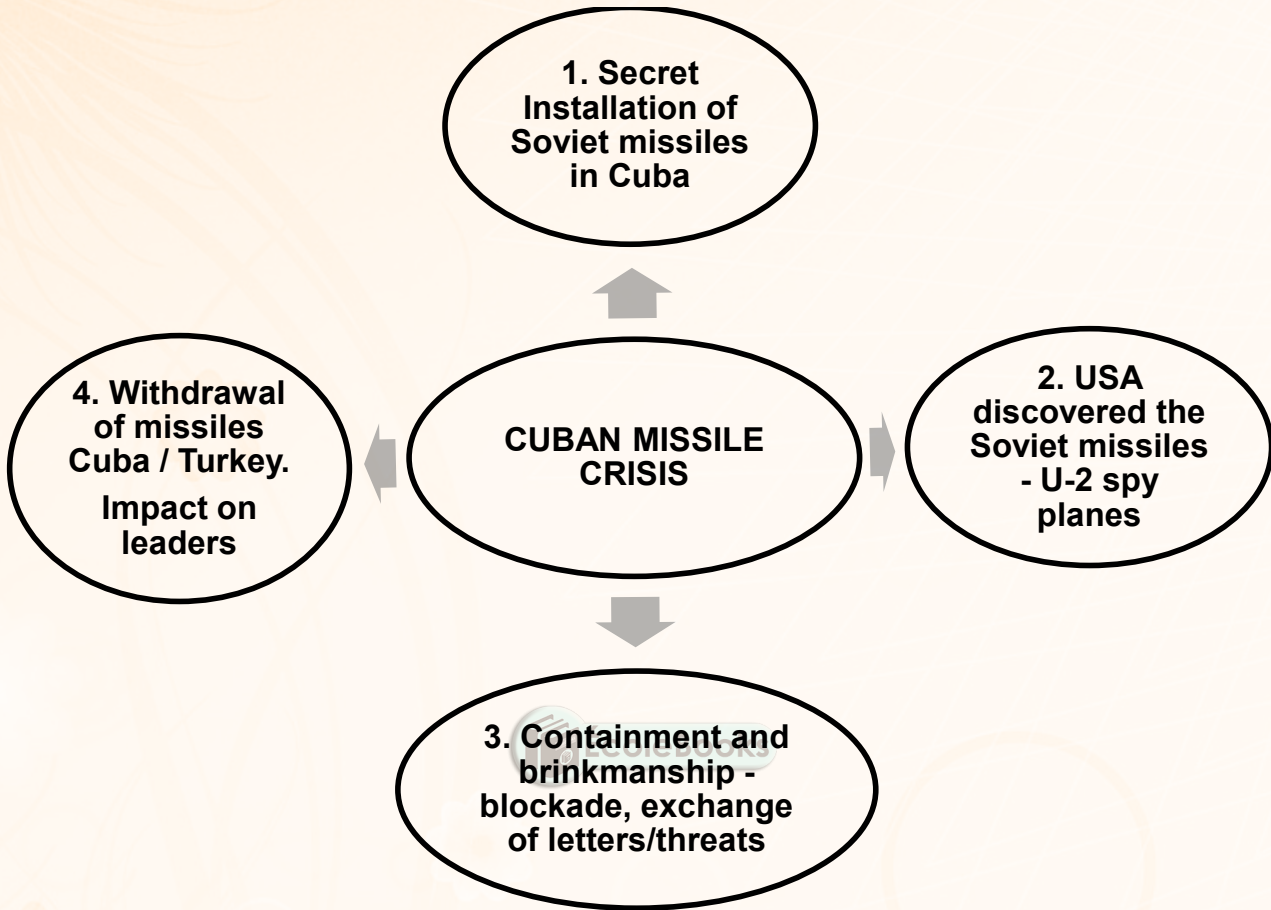 1. Secret
Installation of
Soviet missiles
in Cuba
4. Withdrawal
of missiles
Cuba / Turkey.
Impact on
leaders
CUBAN MISSILE
CRISIS
2. USA
discovered the
Soviet missiles
- U-2 spy
planes
3. Containment and
brinkmanship -
blockade, exchange
of letters/threats
EcoleBooks